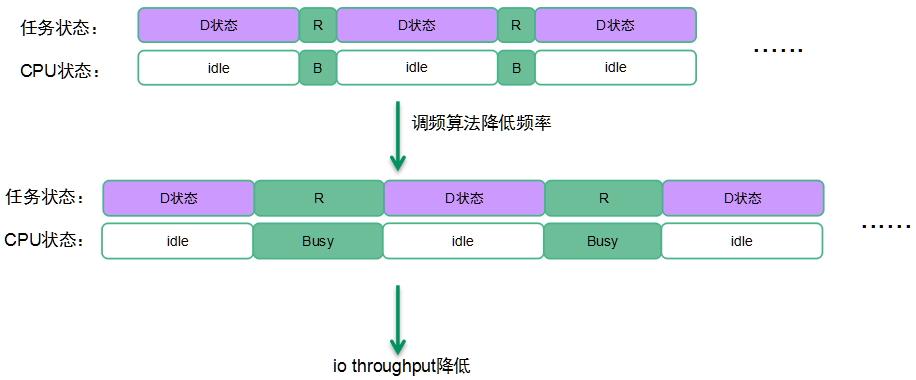 任务状态： D状态 R D状态 R D状态
CPU状态： idle B idle B idle ......
调频算法降低频率
任务状态： D状态 R D状态 R D状态
CPU状态： idle Busy idle Busy idle ......
io throughput降低